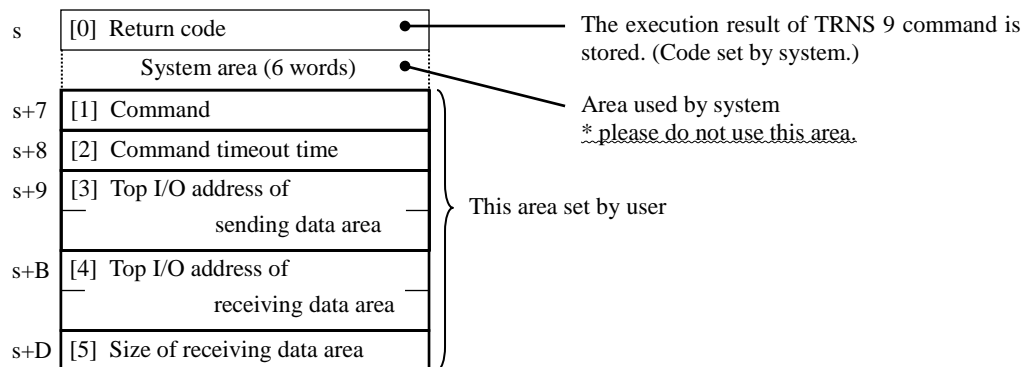 s [0] Return code
The execution result of TRNS 9 command is
stored. (Code set by system.)
System area (6 words)
Area used by system
* please do not use this area.
s+7 [1] Command
s+8 [2] Command timeout time
s+9 [3] Top I/O address of
sending data area
This area set by user
s+B [4] Top I/O address of
receiving data area
s+D [5] Size of receiving data area